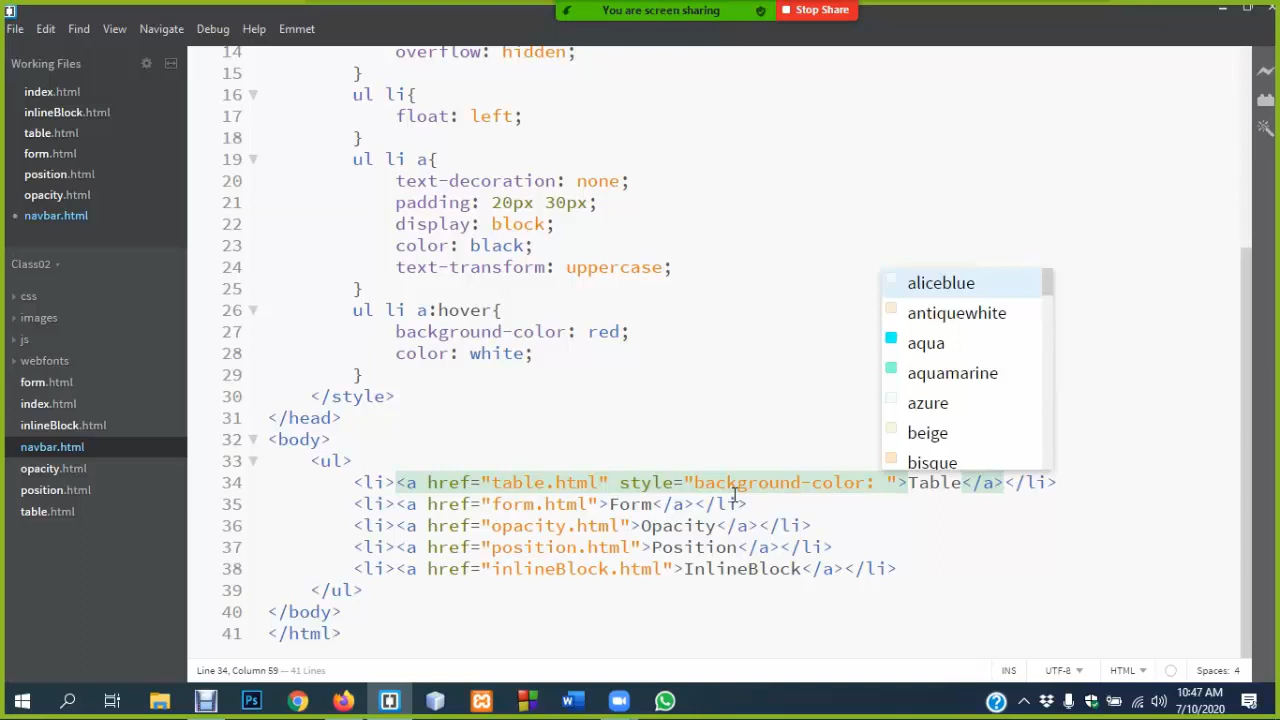 You are screen sharing
Stop Share
File Edit Find View Navigate Debug Help Emmet
Working Files
index.html
inlineBlock.html
table.html
form.html
position.html
opacity.html
navbar.html
Class02
css
images
js
webfonts
form.html
index.html
inlineBlock.html
navbar.html
opacity.html
position.html
table.html
14 overflow: hidden;
15 }
16 ul li{
17 float: left;
18 }
19 ul li a{
20 text-decoration: none;
21 padding: 20px 30px;
22 display: block;
23 color: black;
24 text-transform: uppercase;
25 }
26 ul li a:hover{
27 background-color: red;
28 color: white;
29 }
30 </style>
31 </head>
32 <body>
33 <ul>
34 <li><a href="table.html" style="background-color: ">Table</a></li>
35 <li><a href="form.html">Form</a></li>
36 <li><a href="opacity.html">Opacity</a></li>
37 <li><a href="position.html">Position</a></li>
38 <li><a href="inlineBlock.html">InlineBlock</a></li>
39 </ul>
40 </body>
41 </html>
aliceblue
antiquewhite
aqua
aquamarine
azure
beige
bisque
Line 34, Column 59 — 41 Lines
INS UTF-8 HTML Spaces: 4
10:47 AM
7/10/2020